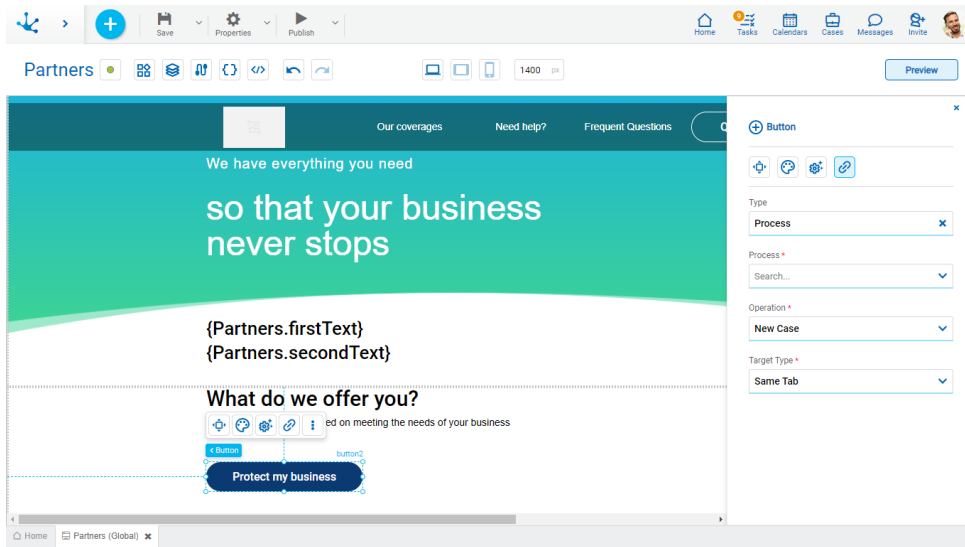 Save
Properties
Publish
Home
9
Tasks
Calendars
Cases
Messages
Invite
Partners
1400 px
Preview
Our coverages
Need help?
Frequent Questions
We have everything you need
so that your business
never stops
{Partners.firstText}
{Partners.secondText}
What do we offer you?
ed on meeting the needs of your business
Button
button2
Protect my business
Button
Type
Process
Process *
Search...
Operation *
New Case
Target Type *
Same Tab
Home
Partners (Global)